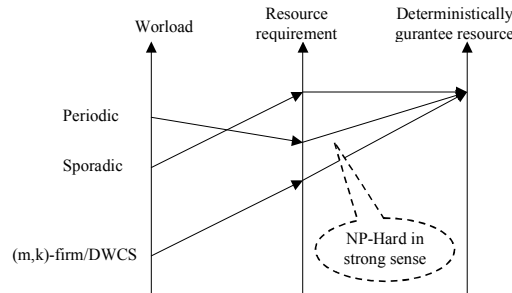 Worload
Resource
requirement
Deterministically
gurantee resource
Periodic
Sporadic
(m,k)-firm/DWCS
NP-Hard in
strong sense